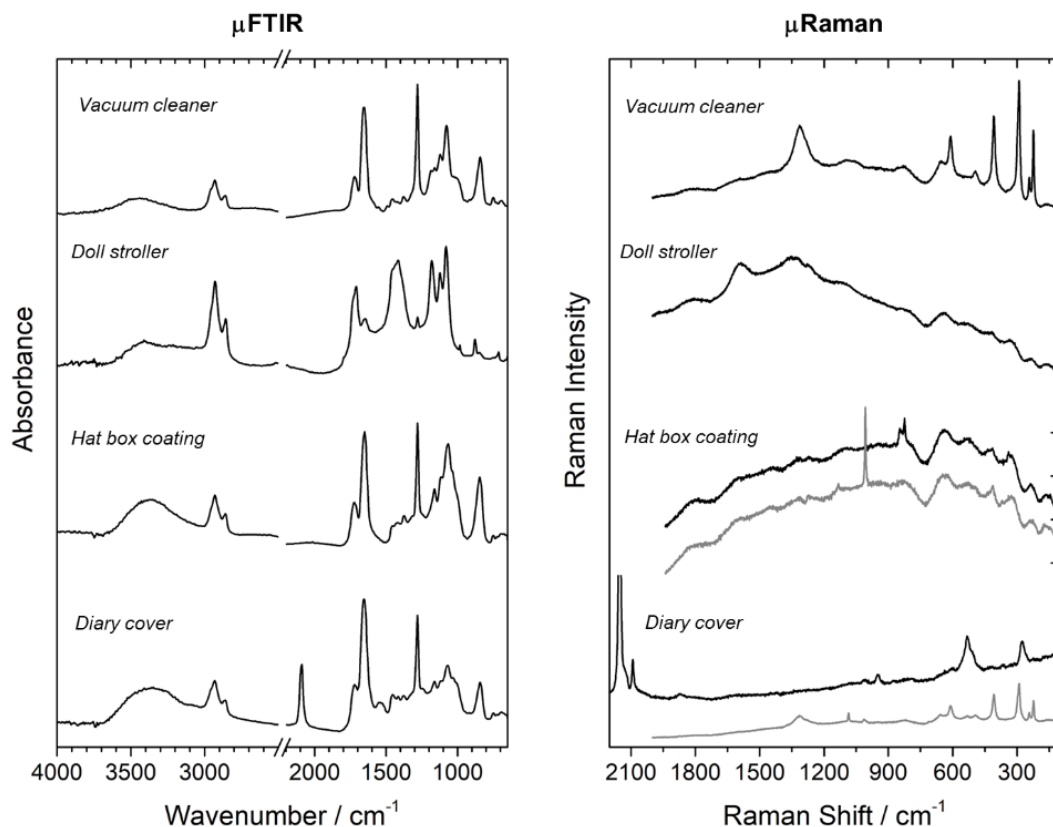 μFTIR
μRaman
Vacuum cleaner
Doll stroller
Hat box coating
Diary cover
Absorbance
4000 3500 3000 2000 1500 1000
Wavenumber / cm⁻¹
Vacuum cleaner
Doll stroller
Hat box coating
Diary cover
Raman Intensity
2100 1800 1500 1200 900 600 300
Raman Shift / cm⁻¹